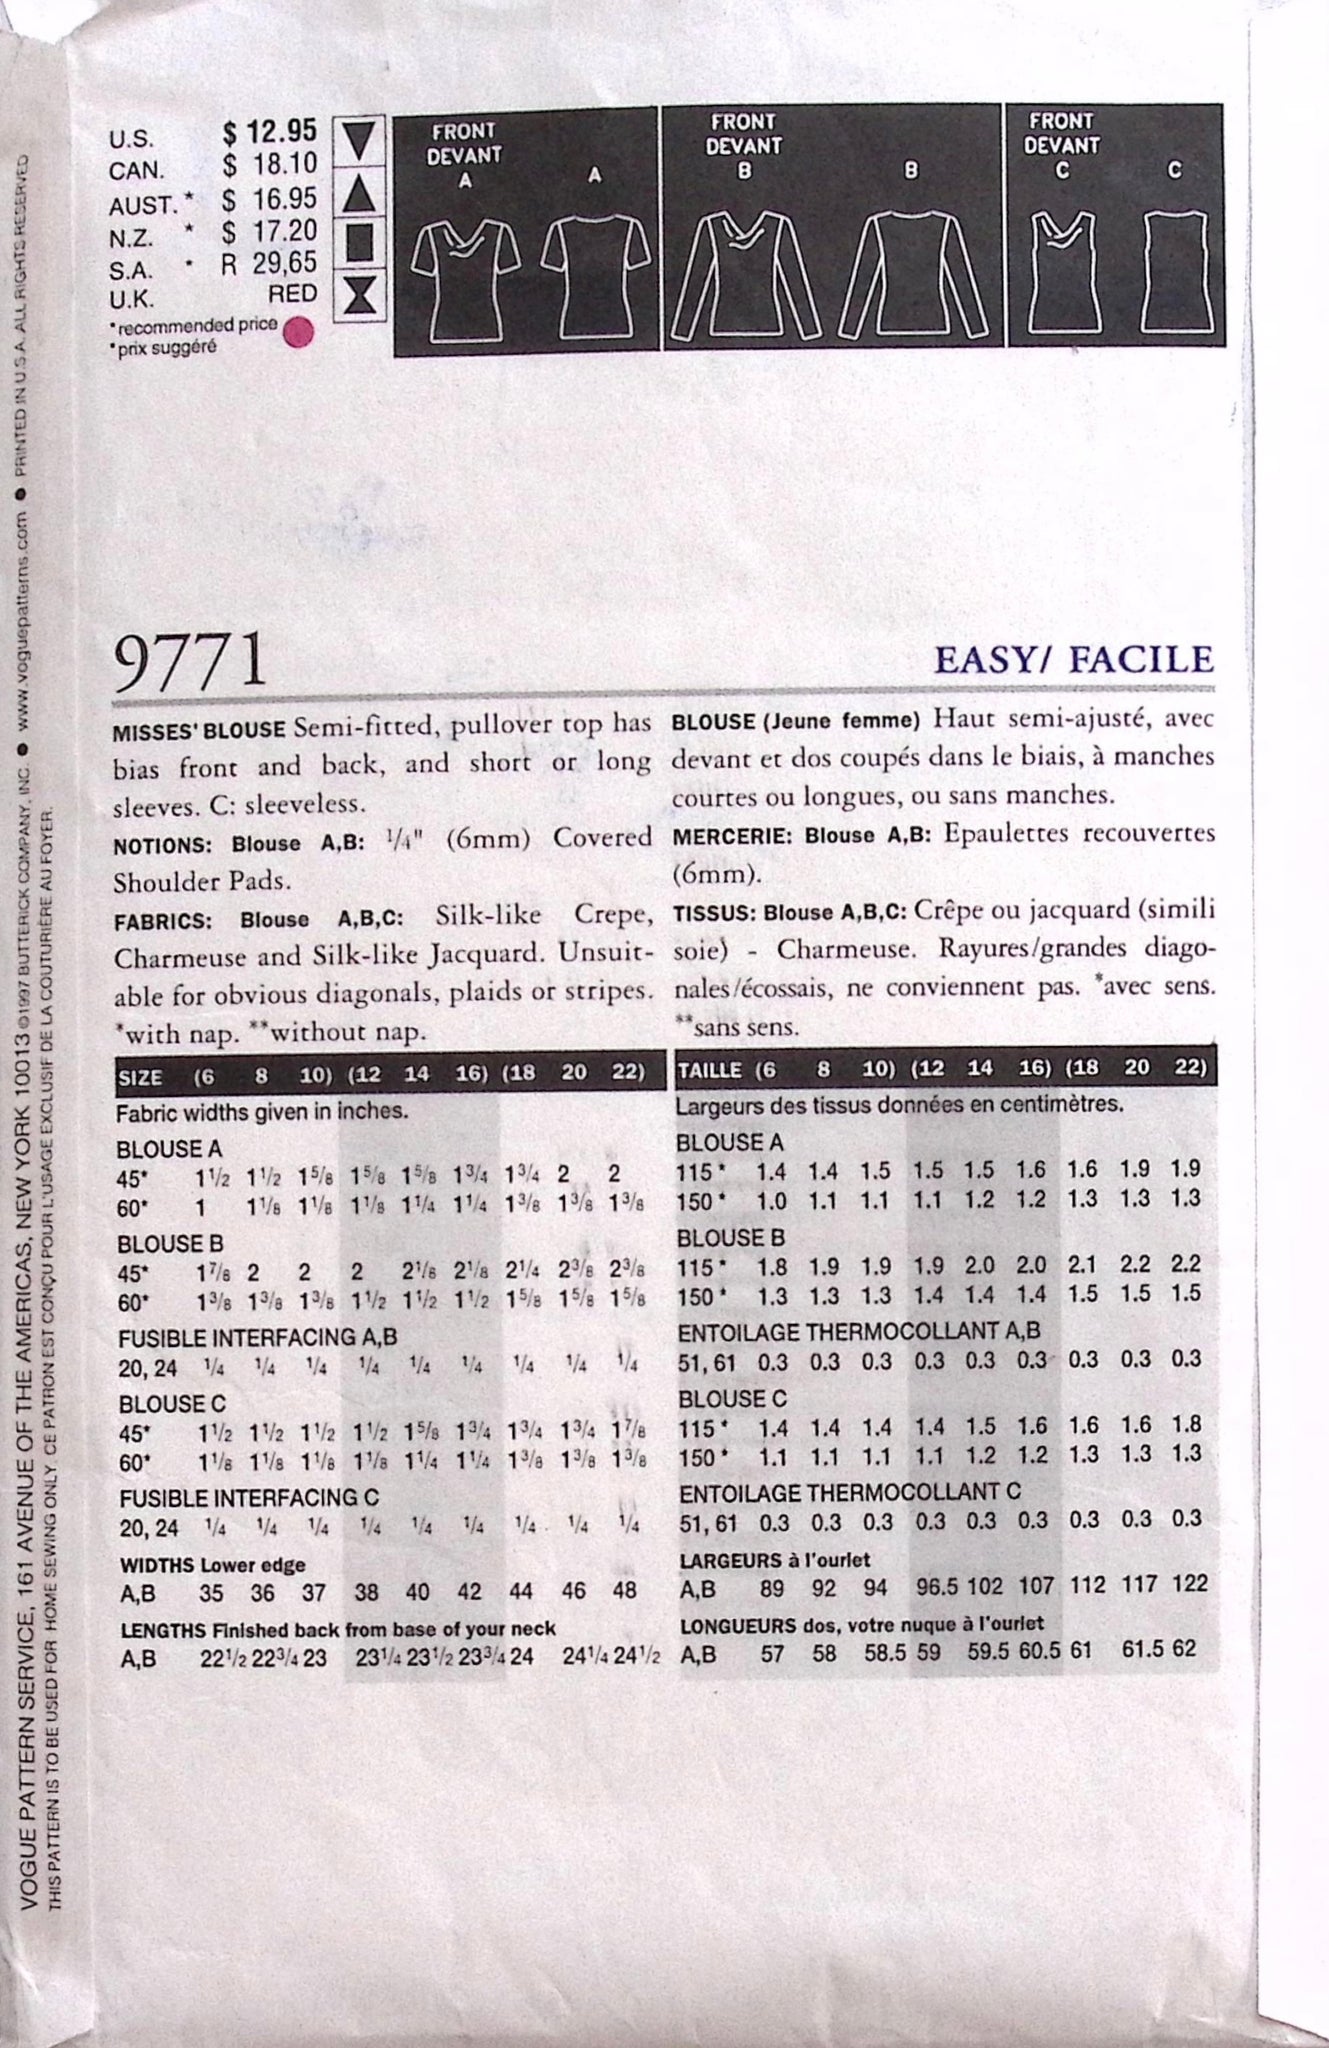 U.S. $ 12.95
CAN. $ 18.10
AUST. * $ 16.95
N.Z. * $ 17.20
S.A. * R 29,65
U.K. RED
*recommended price
*prix suggéré
FRONT
DEVANT
A A
FRONT
DEVANT
B B
FRONT
DEVANT
C C
9771
EASY/ FACILE
MISSES' BLOUSE Semi-fitted, pullover top has
bias front and back, and short or long
sleeves. C: sleeveless.
NOTIONS: Blouse A,B: 1/4" (6mm) Covered
Shoulder Pads.
FABRICS: Blouse A,B,C: Silk-like Crepe,
Charmeuse and Silk-like Jacquard. Unsuit-
able for obvious diagonals, plaids or stripes.
*with nap. **without nap.
BLOUSE (Jeune femme) Haut semi-ajusté, avec
devant et dos coupés dans le biais, à manches
courtes ou longues, ou sans manches.
MERCERIE: Blouse A,B: Epaulettes recouvertes
(6mm).
TISSUS: Blouse A,B,C: Crêpe ou jacquard (simili
soie) - Charmeuse. Rayures/grandes diago-
nales/écossais, ne conviennent pas. *avec sens.
**sans sens.
SIZE (6 8 10) (12 14 16) (18 20 22)
Fabric widths given in inches.
BLOUSE A
45* 1 1/2 1 1/2 1 5/8 1 5/8 1 5/8 1 3/4 1 3/4 2 2
60* 1 1 1/8 1 1/8 1 1/8 1 1/4 1 1/4 1 3/8 1 3/8 1 3/8
BLOUSE B
45* 1 7/8 2 2 2 2 1/8 2 1/8 2 1/4 2 3/8 2 3/8
60* 1 3/8 1 3/8 1 3/8 1 1/2 1 1/2 1 1/2 1 5/8 1 5/8 1 5/8
FUSIBLE INTERFACING A,B
20, 24 1/4 1/4 1/4 1/4 1/4 1/4 1/4 1/4 1/4
BLOUSE C
45* 1 1/2 1 1/2 1 1/2 1 1/2 1 5/8 1 3/4 1 3/4 1 3/4 1 7/8
60* 1 1/8 1 1/8 1 1/8 1 1/8 1 1/4 1 1/4 1 3/8 1 3/8 1 3/8
FUSIBLE INTERFACING C
20, 24 1/4 1/4 1/4 1/4 1/4 1/4 1/4 1/4 1/4
WIDTHS Lower edge
A,B 35 36 37 38 40 42 44 46 48
LENGTHS Finished back from base of your neck
A,B 22 1/2 22 3/4 23 23 1/4 23 1/2 23 3/4 24 24 1/4 24 1/2
TAILLE (6 8 10) (12 14 16) (18 20 22)
Largeurs des tissus données en centimètres.
BLOUSE A
115* 1.4 1.4 1.5 1.5 1.5 1.6 1.6 1.9 1.9
150* 1.0 1.1 1.1 1.1 1.2 1.2 1.3 1.3 1.3
BLOUSE B
115* 1.8 1.9 1.9 1.9 2.0 2.0 2.1 2.2 2.2
150* 1.3 1.3 1.3 1.4 1.4 1.4 1.5 1.5 1.5
ENTOILAGE THERMOCOLLANT A,B
51, 61 0.3 0.3 0.3 0.3 0.3 0.3 0.3 0.3 0.3
BLOUSE C
115* 1.4 1.4 1.4 1.4 1.5 1.6 1.6 1.6 1.8
150* 1.1 1.1 1.1 1.1 1.2 1.2 1.3 1.3 1.3
ENTOILAGE THERMOCOLLANT C
51, 61 0.3 0.3 0.3 0.3 0.3 0.3 0.3 0.3 0.3
LARGEURS à l'ourlet
A,B 89 92 94 96.5 102 107 112 117 122
LONGUEURS dos, votre nuque à l'ourlet
A,B 57 58 58.5 59 59.5 60.5 61 61.5 62
VOGUE PATTERN SERVICE, 161 AVENUE OF THE AMERICAS, NEW YORK 10013 ©1997 BUTTERICK COMPANY, INC. ● www.voguepatterns.com ● PRINTED IN U.S.A. ALL RIGHTS RESERVED
THIS PATTERN IS TO BE USED FOR HOME SEWING ONLY. CE PATRON EST CONÇU POUR L'USAGE EXCLUSIF DE LA COUTURIÈRE AU FOYER.